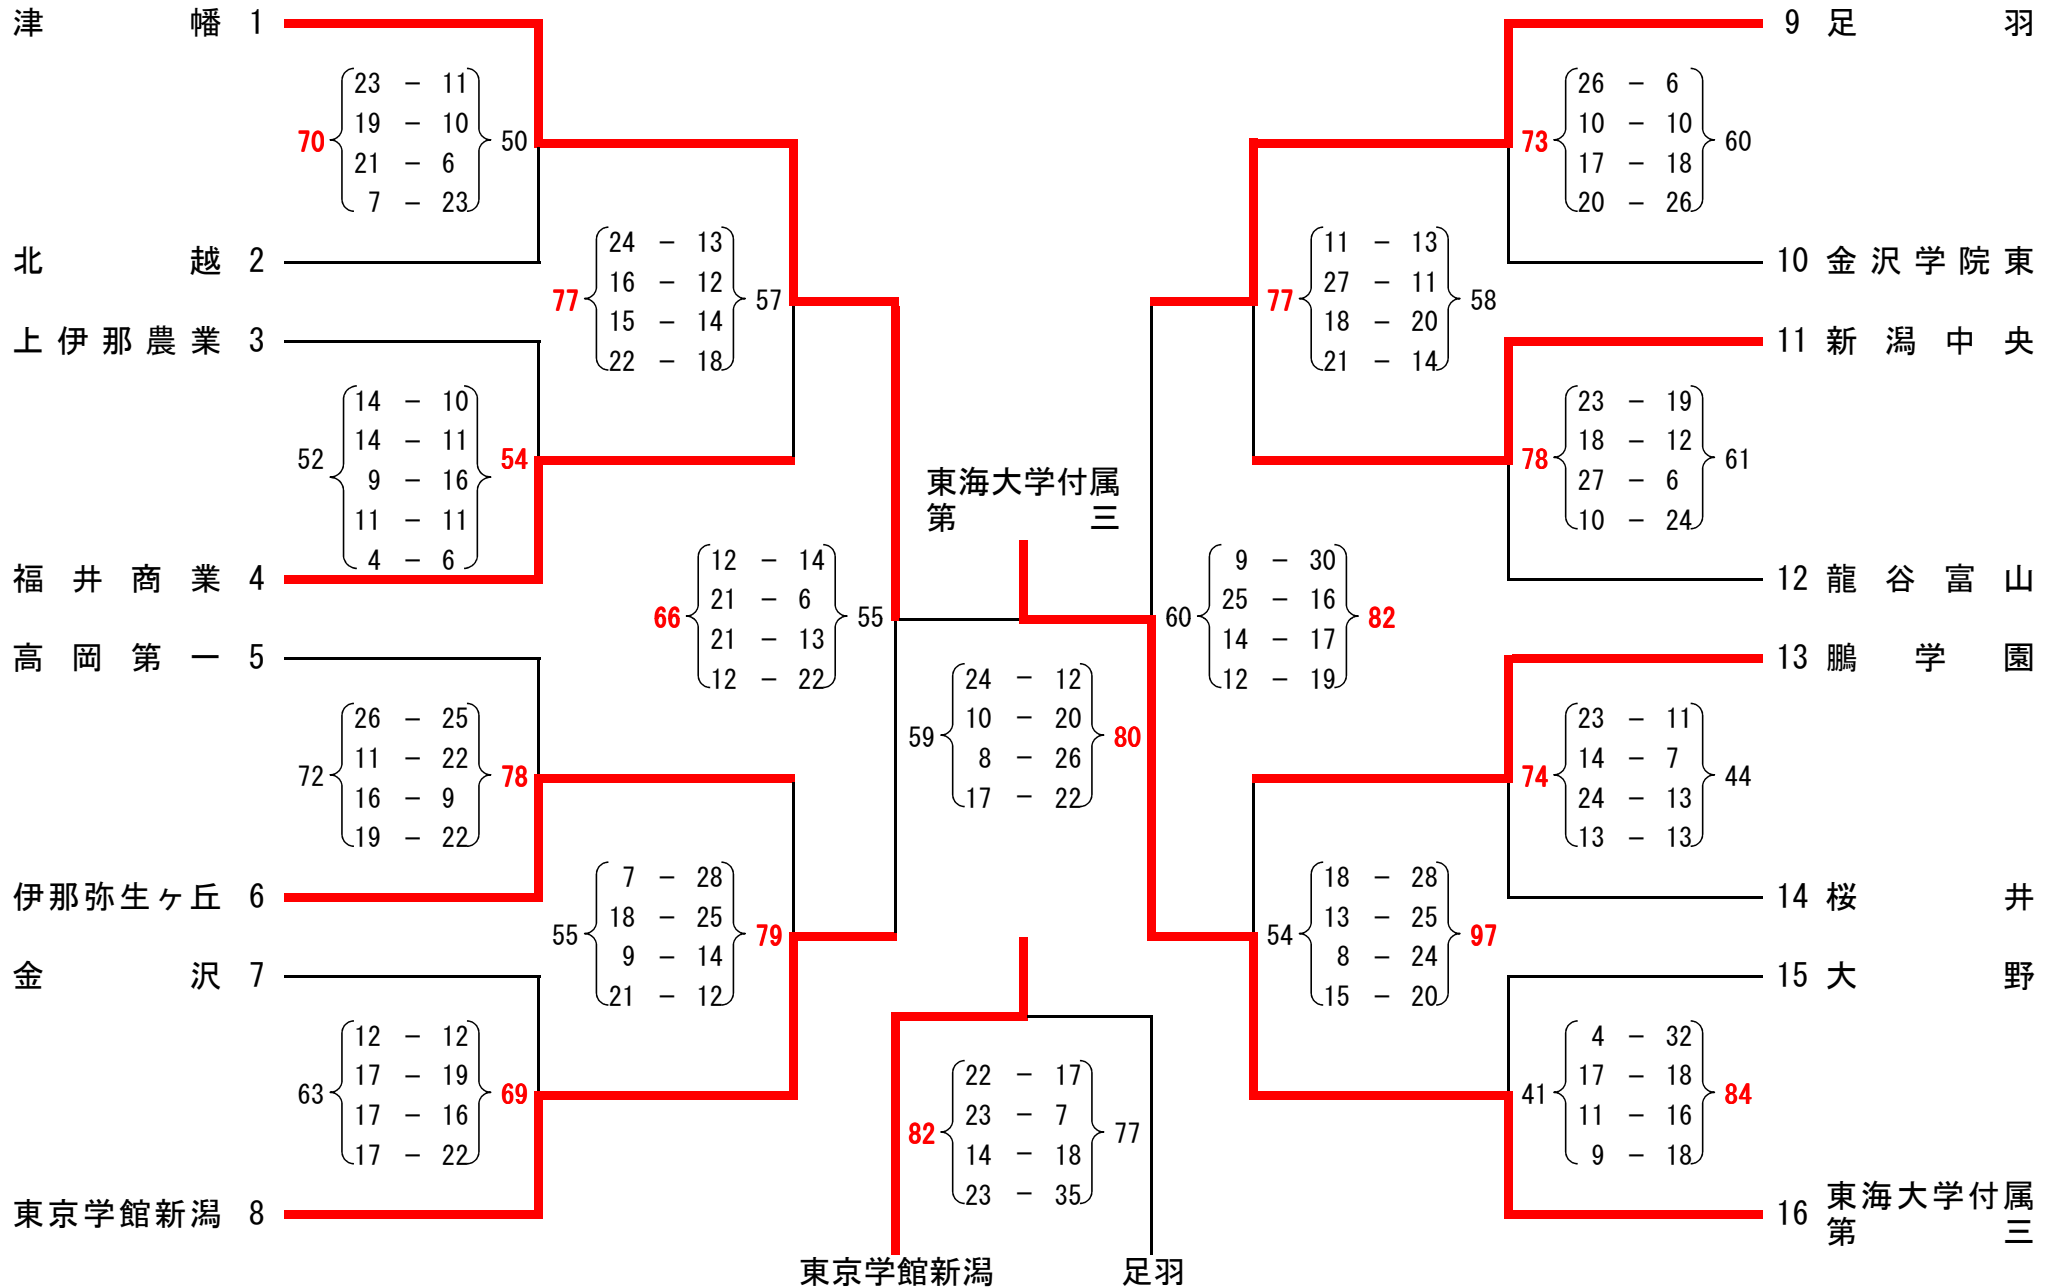 津幡 1
70 50
23 - 11
19 - 10
21 - 6
7 - 23
北越 2
上伊那農業 3
52 54
14 - 10
14 - 11
9 - 16
11 - 11
4 - 6
福井商業 4
77 57
24 - 13
16 - 12
15 - 14
22 - 18
高岡第一 5
72 78
26 - 25
11 - 22
16 - 9
19 - 22
伊那弥生ヶ丘 6
金沢 7
63 69
12 - 12
17 - 19
17 - 16
17 - 22
東京学館新潟 8
55 79
7 - 28
18 - 25
9 - 14
21 - 12
66 55
12 - 14
21 - 6
21 - 13
12 - 22
東海大学付属
第三
59 80
24 - 12
10 - 20
8 - 26
17 - 22
82 77
22 - 17
23 - 7
14 - 18
23 - 35
東京学館新潟 足羽
60 82
9 - 30
25 - 16
14 - 17
12 - 19
77 58
11 - 13
27 - 11
18 - 20
21 - 14
54 97
18 - 28
13 - 25
8 - 24
15 - 20
9 足羽
73 60
26 - 6
10 - 10
17 - 18
20 - 26
10 金沢学院東
11 新潟中央
78 61
23 - 19
18 - 12
27 - 6
10 - 24
12 龍谷富山
13 鵬学園
74 44
23 - 11
14 - 7
24 - 13
13 - 13
14 桜井
15 大野
41 84
4 - 32
17 - 18
11 - 16
9 - 18
16 東海大学付属
第三